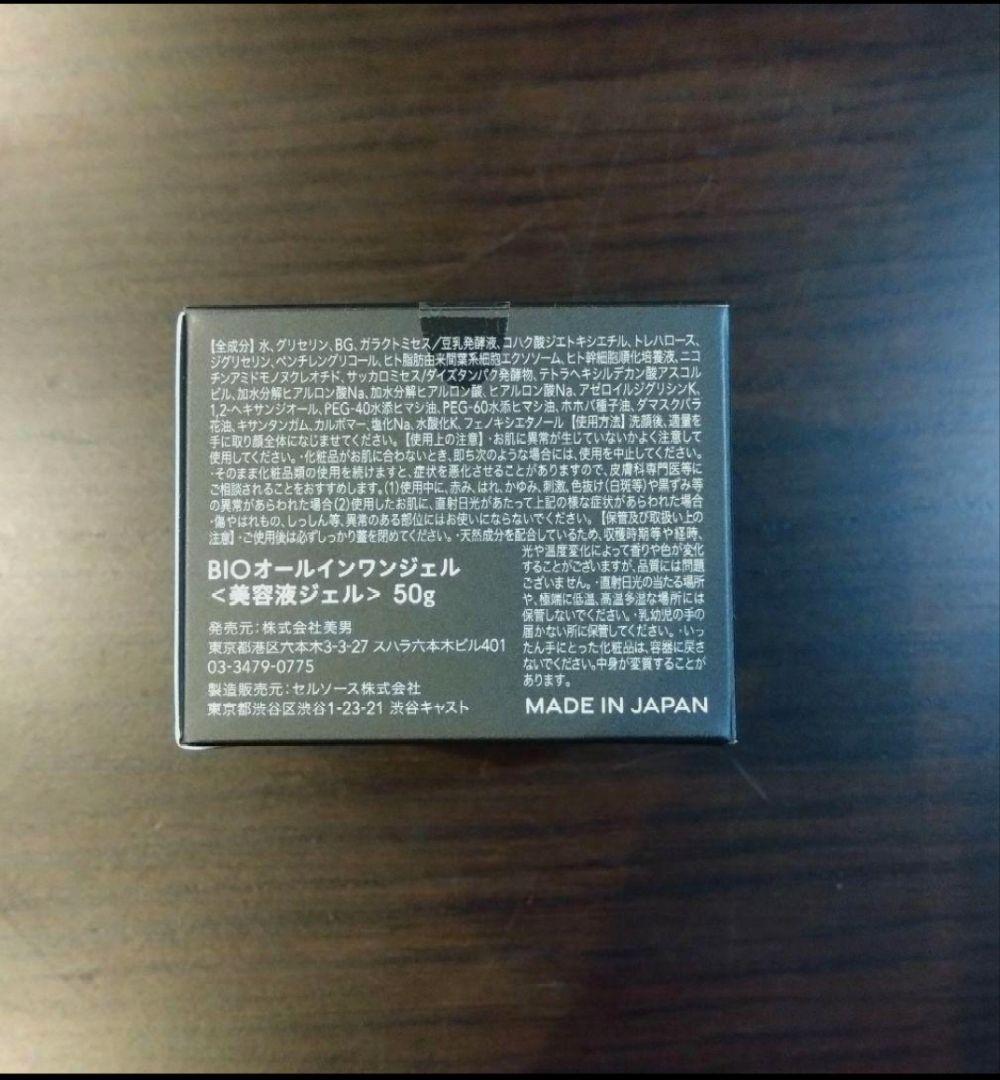 【全成分】水、グリセリン、BG、ガラクトミセス/豆乳発酵液、コハク酸ジエトキシエチル、トレハロース、
ジグリセリン、ペンチレングリコール、ヒト脂肪由来間葉系細胞エクソソーム、ヒト幹細胞順化培養液、ニコ
チンアミドモノヌクレオチド、サッカロミセス/ダイズタンパク発酵物、テトラヘキシルデカン酸アスコル
ビル、加水分解ヒアルロン酸Na、加水分解ヒアルロン酸、ヒアルロン酸Na、アゼロイルジグリシンK、
1,2-ヘキサンジオール、PEG-40水添ヒマシ油、PEG-60水添ヒマシ油、ホホバ種子油、ダマスクバラ
花油、キサンタンガム、カルボマー、塩化Na、水酸化K、フェノキシエタノール【使用方法】洗顔後、適量を
手に取り顔全体になじませてください。【使用上の注意】・お肌に異常が生じていないかよく注意して
使用してください。・化粧品がお肌に合わないとき、即ち次のような場合には、使用を中止してください。
・そのまま化粧品類の使用を続けますと、症状を悪化させることがありますので、皮膚科専門医等に
ご相談されることをおすすめします。(1)使用中に、赤み、はれ、かゆみ、刺激、色抜け(白斑等)や黒ずみ等
の異常があらわれた場合(2)使用したお肌に、直射日光があたって上記の様な症状があらわれた場合
・傷やはれもの、しっしん等、異常のある部位にはお使いにならないでください。【保管及び取扱い上の
注意】・ご使用後は必ずしっかり蓋を閉めてください。・天然成分を配合しているため、収穫時期等や経時、
光や温度変化によって香りや色が変化
することがございますが、品質には問題
ございません。・直射日光の当たる場所
や、極端に低温、高温多湿な場所には
保管しないでください。・乳幼児の手の
届かない所に保管してください。・いっ
たん手にとった化粧品は、容器に戻さ
ないでください。中身が変質することが
あります。
BIOオールインワンジェル
<美容液ジェル> 50g
発売元:株式会社美男
東京都港区六本木3-3-27 スハラ六本木ビル401
03-3479-0775
製造販売元:セルソース株式会社
東京都渋谷区渋谷1-23-21 渋谷キャスト
MADE IN JAPAN